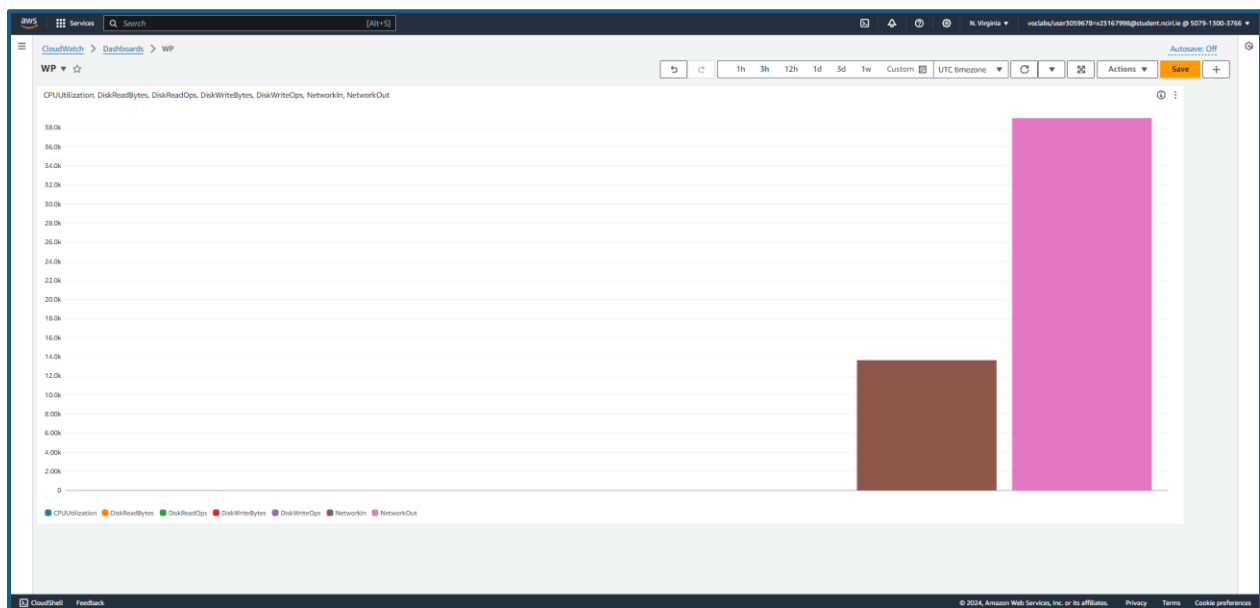 aws Services Search [Alt+S] N. Virginia voclabs/user3059678=x23167998@student.ncirl.ie @ 5079-1300-3766
CloudWatch > Dashboards > WP Autosave: Off
WP 1h 3h 12h 1d 3d 1w Custom UTC timezone Actions Save
CPUUtilization, DiskReadBytes, DiskReadOps, DiskWriteBytes, DiskWriteOps, NetworkIn, NetworkOut
38.0k
36.0k
34.0k
32.0k
30.0k
28.0k
26.0k
24.0k
22.0k
20.0k
18.0k
16.0k
14.0k
12.0k
10.0k
8.00k
6.00k
4.00k
2.00k
0
CPUUtilization DiskReadBytes DiskReadOps DiskWriteBytes DiskWriteOps NetworkIn NetworkOut
CloudShell Feedback © 2024, Amazon Web Services, Inc. or its affiliates. Privacy Terms Cookie preferences